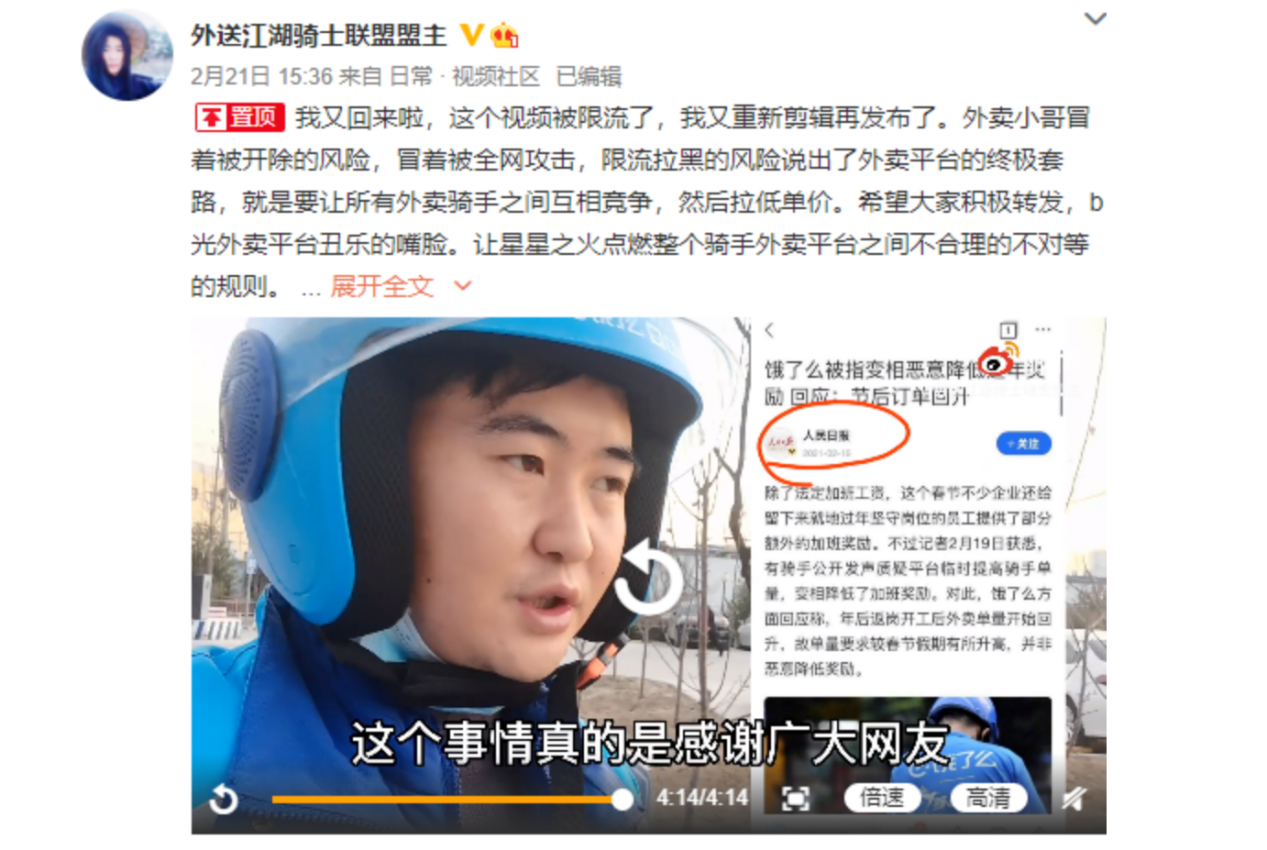 外送江湖骑士联盟盟主
2月21日 15:36 来自 日常 · 视频社区 已编辑
置顶 我又回来啦，这个视频被限流了，我又重新剪辑再发布了。外卖小哥冒
着被开除的风险，冒着被全网攻击，限流拉黑的风险说出了外卖平台的终极套
路，就是要让所有外卖骑手之间互相竞争，然后拉低单价。希望大家积极转发，b
光外卖平台丑乐的嘴脸。让星星之火点燃整个骑手外卖平台之间不合理的不对等
的规则。 ... 展开全文
饿了么被指变相恶意降低过年奖
励 回应：节后订单回升
人民日报
+关注
除了法定加班工资，这个春节不少企业还给
留下来就地过年坚守岗位的员工提供了部分
额外的加班奖励。不过记者2月19日获悉，
有骑手公开发声质疑平台临时提高骑手单
量，变相降低了加班奖励。对此，饿了么方
面回应称，年后返岗开工后外卖单量开始回
升，故单量要求较春节假期有所升高，并非
恶意降低奖励。
这个事情真的是感谢广大网友
4:14/4:14
倍速
高清